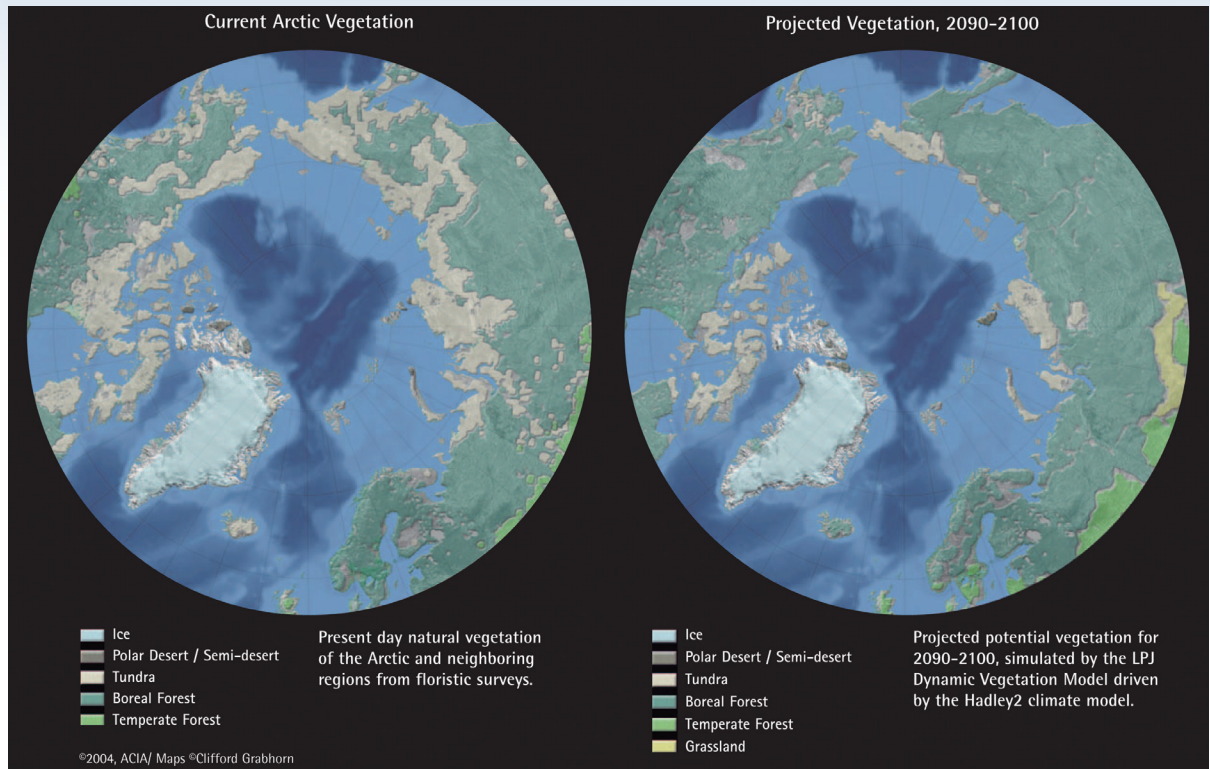 Current Arctic Vegetation
Projected Vegetation, 2090-2100
Ice
Polar Desert / Semi-desert
Tundra
Boreal Forest
Temperate Forest
Present day natural vegetation
of the Arctic and neighboring
regions from floristic surveys.
©2004, ACIA/ Maps ©Clifford Grabhorn
Ice
Polar Desert / Semi-desert
Tundra
Boreal Forest
Temperate Forest
Grassland
Projected potential vegetation for
2090-2100, simulated by the LPJ
Dynamic Vegetation Model driven
by the Hadley2 climate model.